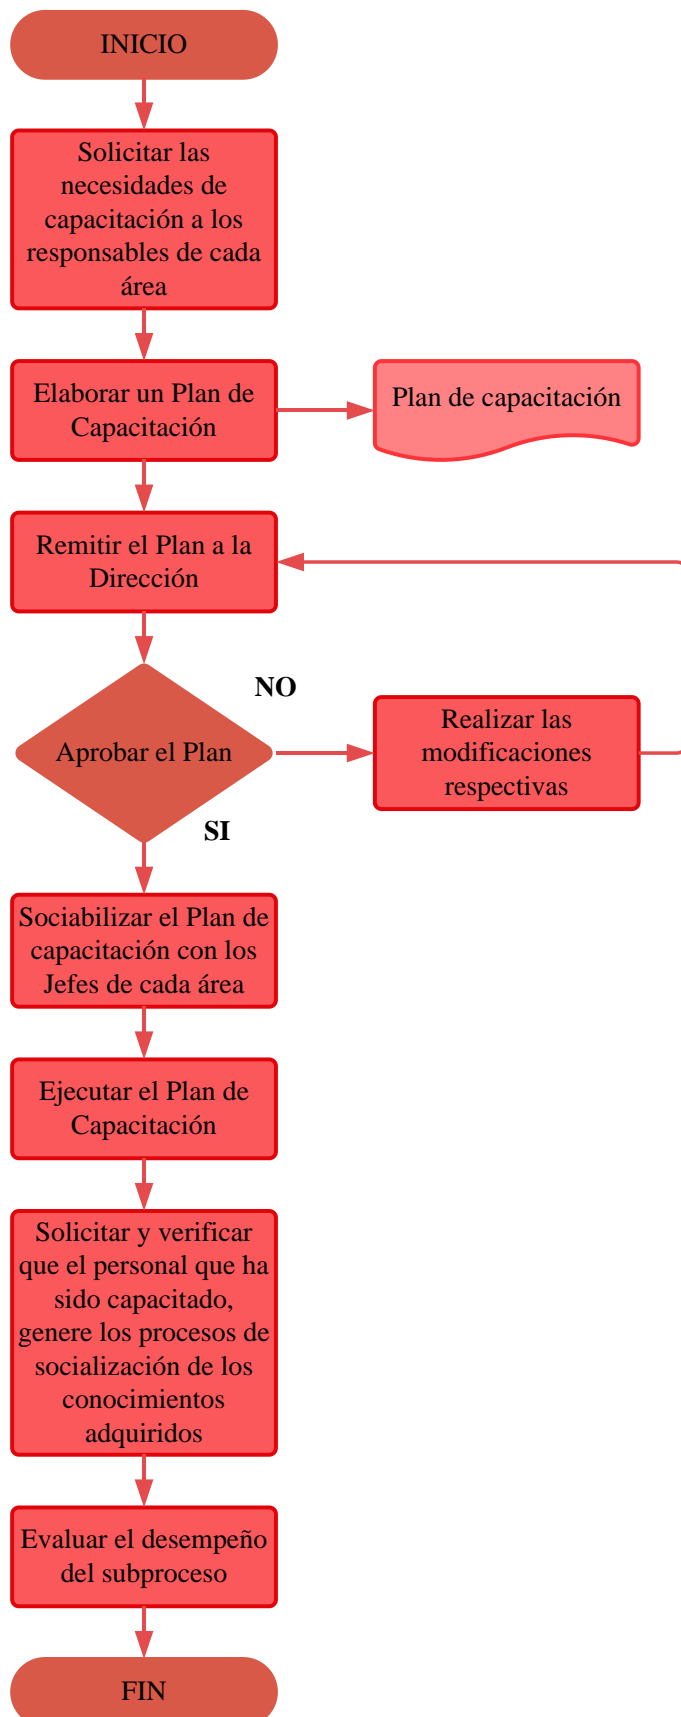 INICIO
Solicitar las
necesidades de
capacitación a los
responsables de cada
área
Elaborar un Plan de
Capacitación
Plan de capacitación
Remitir el Plan a la
Dirección
Aprobar el Plan
NO
Realizar las
modificaciones
respectivas
SI
Sociabilizar el Plan de
capacitación con los
Jefes de cada área
Ejecutar el Plan de
Capacitación
Solicitar y verificar
que el personal que ha
sido capacitado,
genere los procesos de
socialización de los
conocimientos
adquiridos
Evaluar el desempeño
del subproceso
FIN